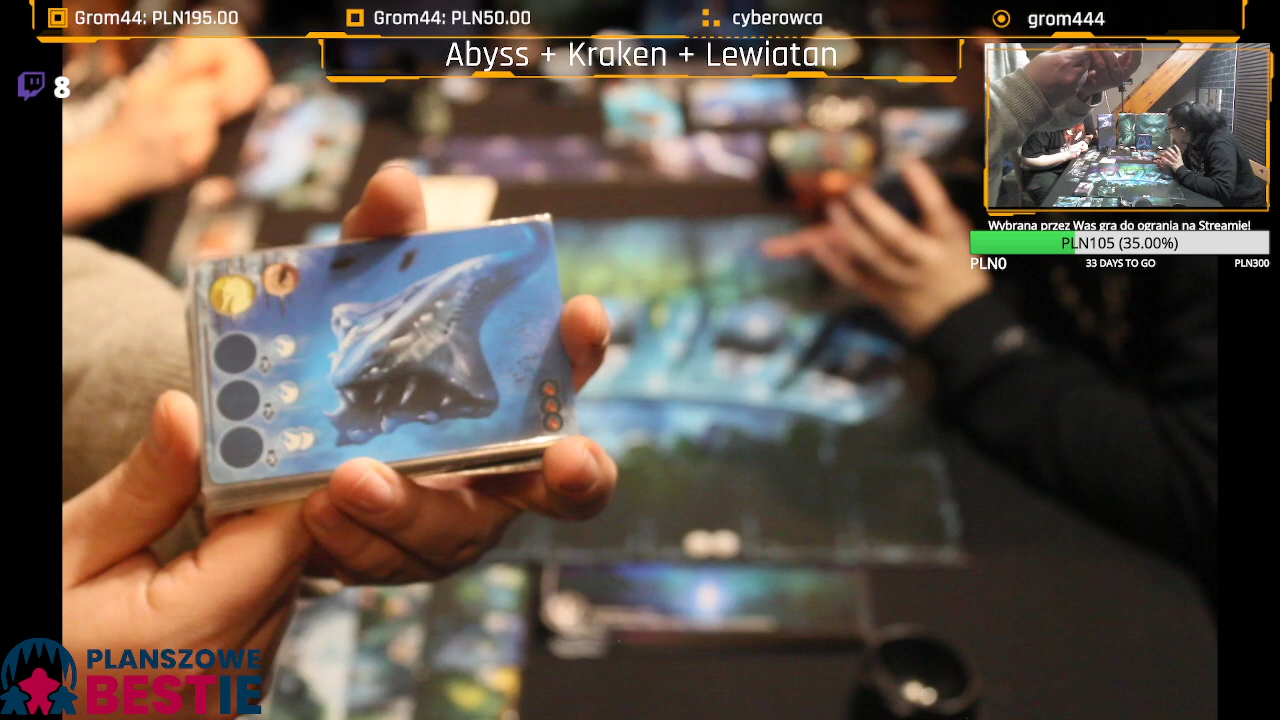 Grom44: PLN195.00
Grom44: PLN50.00
cyberowca
grom444
Abyss + Kraken + Lewiatan
8
Wybrana przez Was gra do ogrania na Streamie!
PLN105 (35.00%)
PLN0
33 DAYS TO GO
PLN300
PLANSZOWE
BESTIE